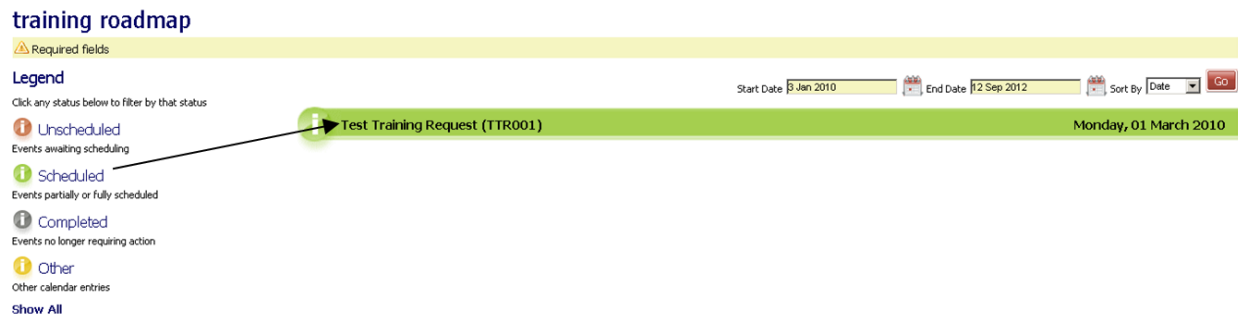 training roadmap
Required fields
Legend
Click any status below to filter by that status
Unscheduled
Events awaiting scheduling
Scheduled
Events partially or fully scheduled
Completed
Events no longer requiring action
Other
Other calendar entries
Show All
Start Date 3 Jan 2010 End Date 12 Sep 2012 Sort By Date Go
Test Training Request (TTR001) Monday, 01 March 2010